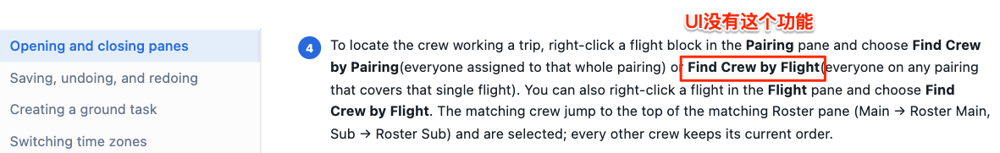 UI没有这个功能
Opening and closing panes
Saving, undoing, and redoing
Creating a ground task
Switching time zones
4
To locate the crew working a trip, right-click a flight block in the Pairing pane and choose Find Crew
by Pairing(everyone assigned to that whole pairing) or Find Crew by Flight(everyone on any pairing
that covers that single flight). You can also right-click a flight in the Flight pane and choose Find
Crew by Flight. The matching crew jump to the top of the matching Roster pane (Main → Roster Main,
Sub → Roster Sub) and are selected; every other crew keeps its current order.